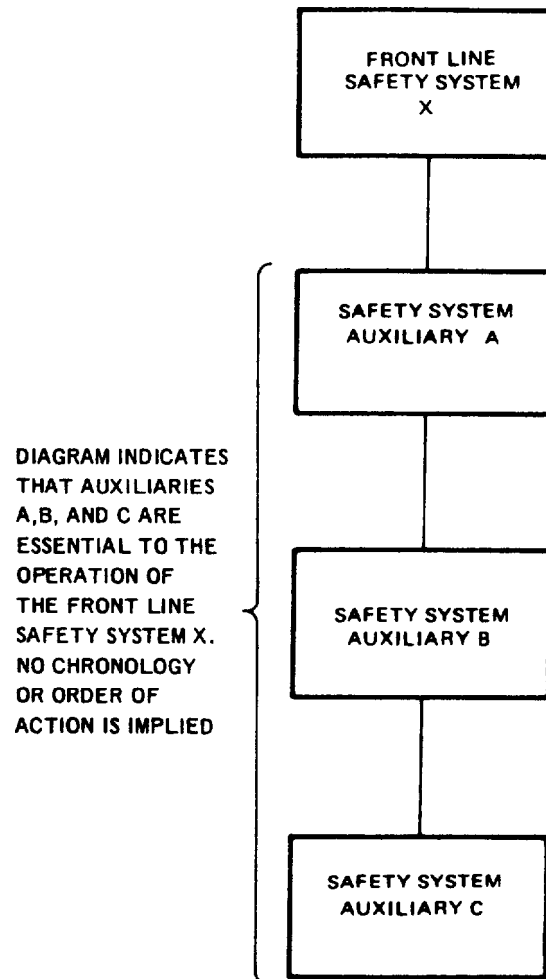 FRONT LINE
SAFETY SYSTEM
X
SAFETY SYSTEM
AUXILIARY A
DIAGRAM INDICATES
THAT AUXILIARIES
A,B, AND C ARE
ESSENTIAL TO THE
OPERATION OF
THE FRONT LINE
SAFETY SYSTEM X.
NO CHRONOLOGY
OR ORDER OF
ACTION IS IMPLIED
SAFETY SYSTEM
AUXILIARY B
SAFETY SYSTEM
AUXILIARY C